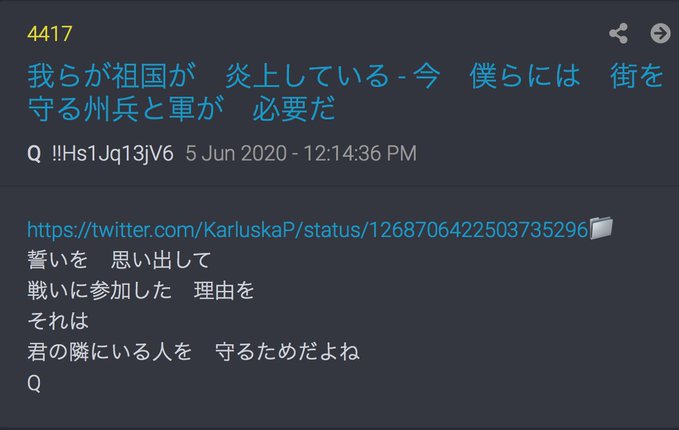 4417
我らが祖国が　炎上している - 今　僕らには　街を
守る州兵と軍が　必要だ
Q !!Hs1Jq13jV6 5 Jun 2020 - 12:14:36 PM
https://twitter.com/KarluskaP/status/1268706422503735296
誓いを　思い出して
戦いに参加した　理由を
それは
君の隣にいる人を　守るためだよね
Q